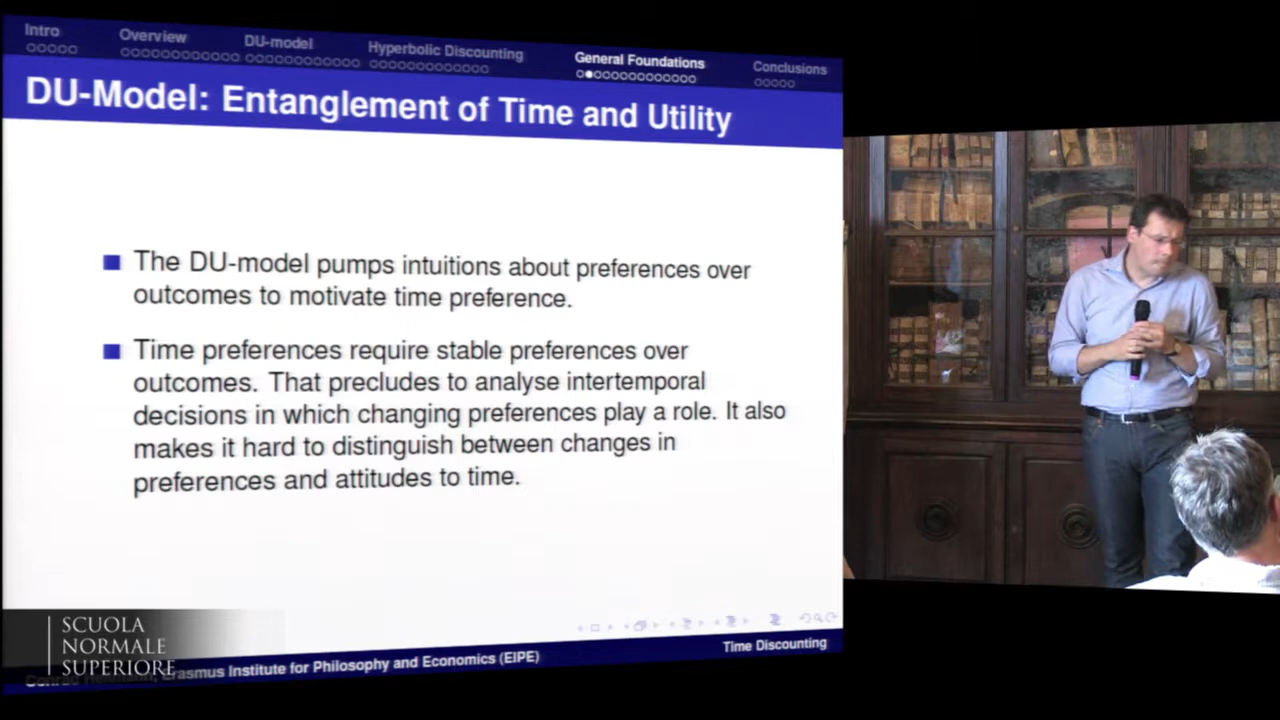 Intro
Overview
DU-model
Hyperbolic Discounting
General Foundations
Conclusions
DU-Model: Entanglement of Time and Utility
The DU-model pumps intuitions about preferences over
outcomes to motivate time preference.
Time preferences require stable preferences over
outcomes. That precludes to analyse intertemporal
decisions in which changing preferences play a role. It also
makes it hard to distinguish between changes in
preferences and attitudes to time.
SCUOLA
NORMALE
SUPERIORE
Erasmus Institute for Philosophy and Economics (EIPE)
Time Discounting